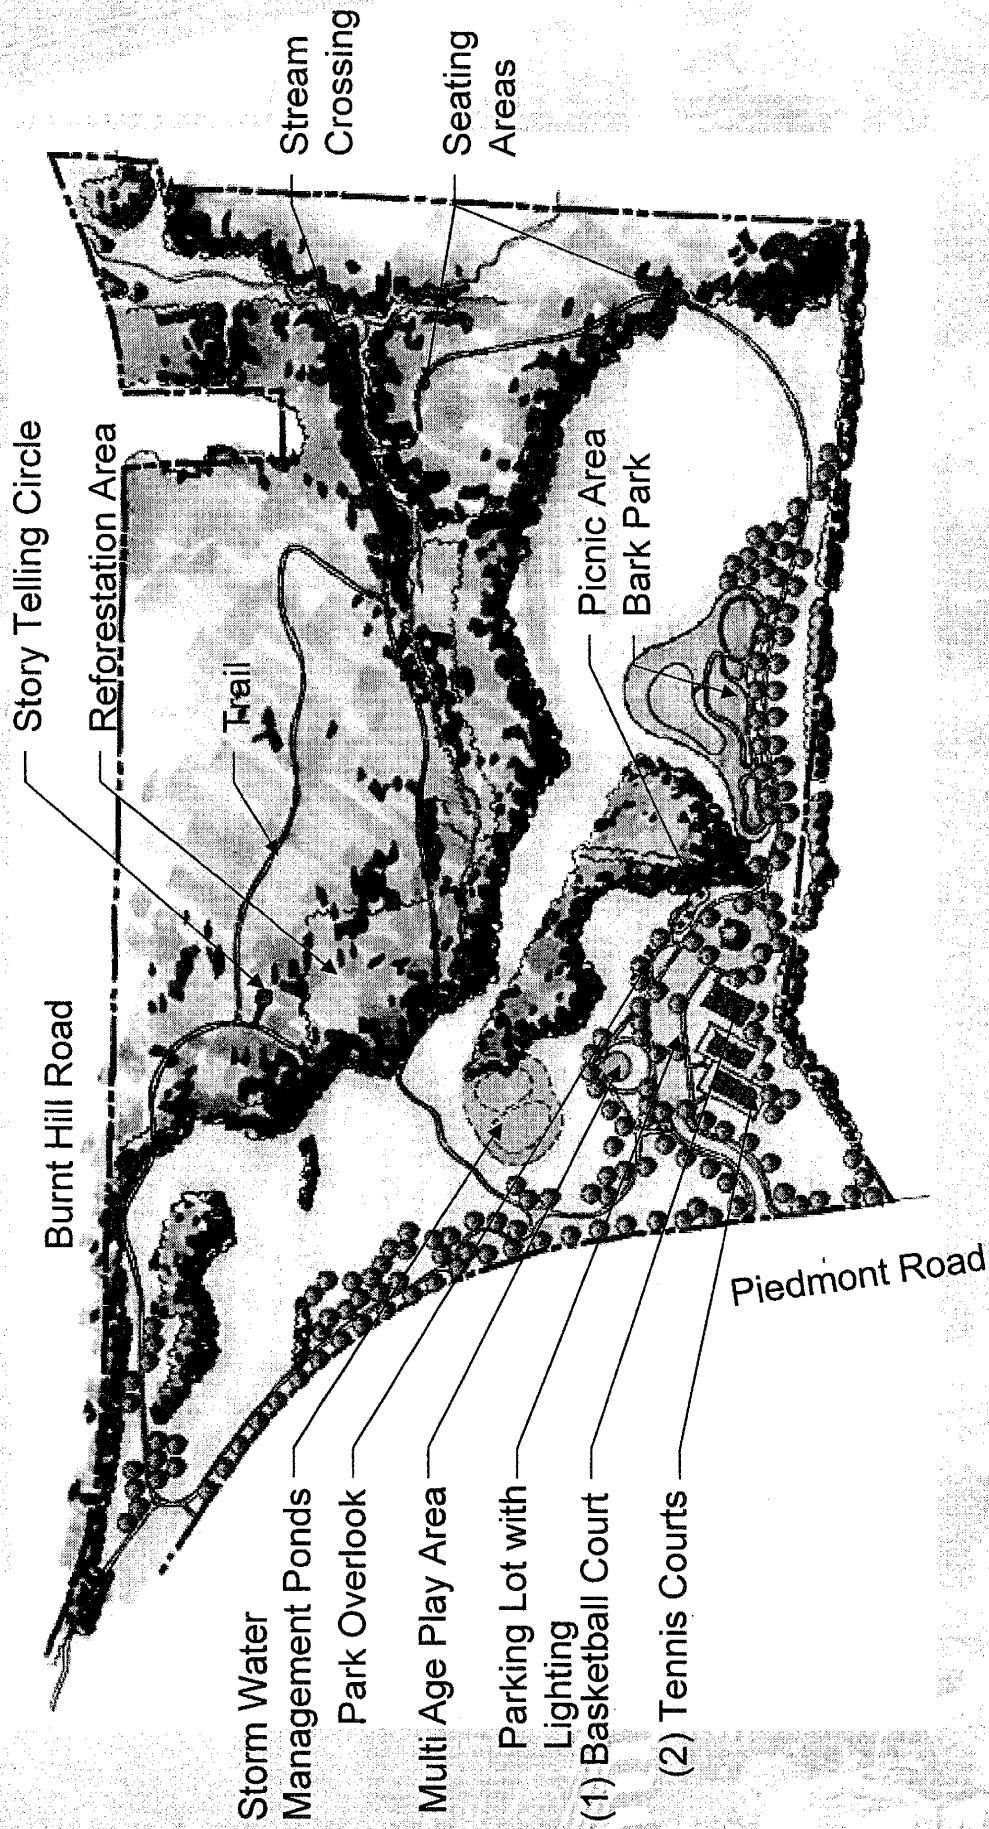 Storm Water
Management Ponds
Park Overlook
Multi Age Play Area
Parking Lot with
Lighting
(1) Basketball Court
(2) Tennis Courts
Burnt Hill Road
Piedmont Road
Story Telling Circle
Reforestation Area
Trail
Picnic Area
Bark Park
Stream
Crossing
Seating
Areas